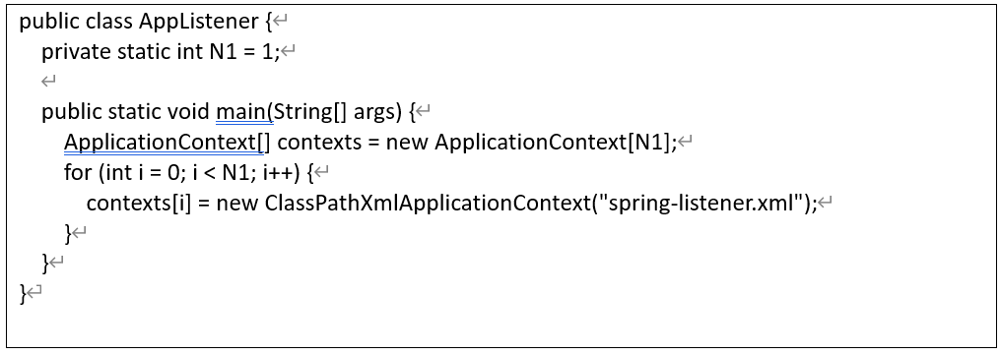 public class AppListener {
private static int N1 = 1;
public static void main(String[] args) {
ApplicationContext[] contexts = new ApplicationContext[N1];
for (int i = 0; i < N1; i++) {
contexts[i] = new ClassPathXmlApplicationContext("spring-listener.xml");
}
}
}